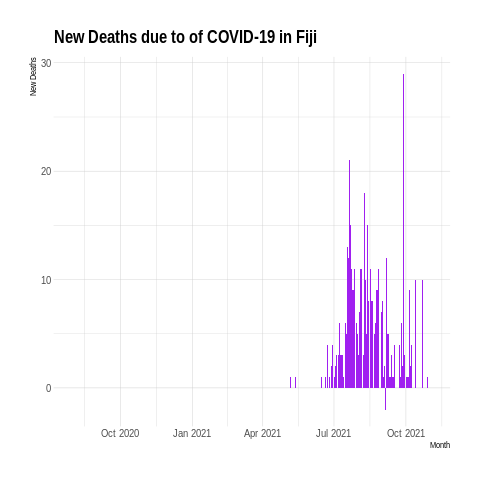 New Deaths due to of COVID-19 in Fiji
New Deaths
30
20
10
0
Oct 2020 Jan 2021 Apr 2021 Jul 2021 Oct 2021
Month